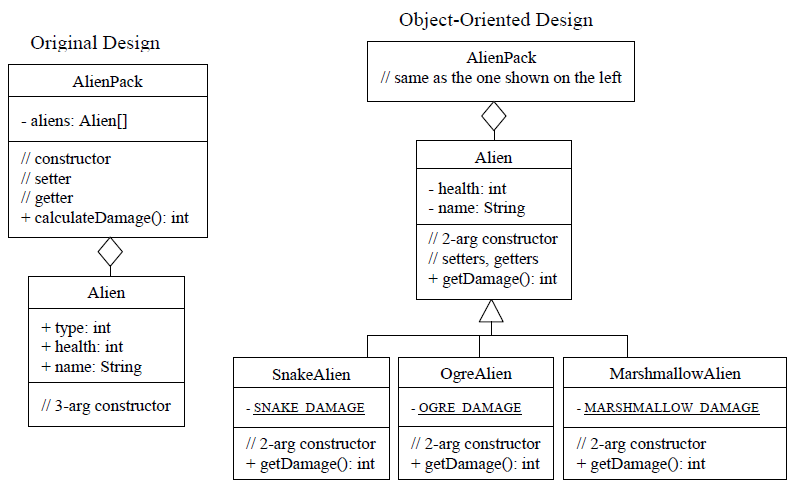 Original Design
AlienPack
- aliens: Alien[]
// constructor
// setter
// getter
+ calculateDamage(): int
Alien
+ type: int
+ health: int
+ name: String
// 3-arg constructor
Object-Oriented Design
AlienPack
// same as the one shown on the left
Alien
- health: int
- name: String
// 2-arg constructor
// setters, getters
+ getDamage(): int
SnakeAlien
- SNAKE_DAMAGE
// 2-arg constructor
+ getDamage(): int
OgreAlien
- OGRE_DAMAGE
// 2-arg constructor
+ getDamage(): int
MarshmallowAlien
- MARSHMALLOW_DAMAGE
// 2-arg constructor
+ getDamage(): int